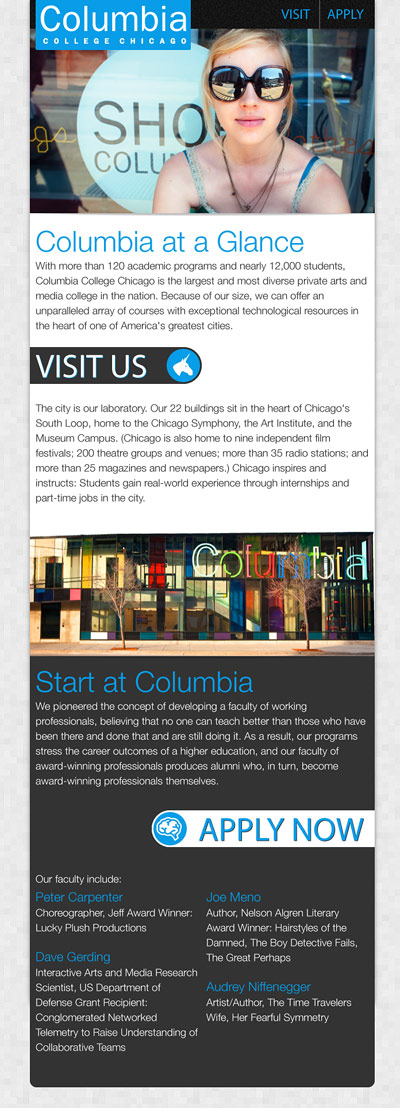 Columbia
COLLEGE CHICAGO
VISIT
APPLY
gs
SHO
COLU
Columbia at a Glance
With more than 120 academic programs and nearly 12,000 students,
Columbia College Chicago is the largest and most diverse private arts and
media college in the nation. Because of our size, we can offer an
unparalleled array of courses with exceptional technological resources in
the heart of one of America's greatest cities.
VISIT US
The city is our laboratory. Our 22 buildings sit in the heart of Chicago's
South Loop, home to the Chicago Symphony, the Art Institute, and the
Museum Campus. (Chicago is also home to nine independent film
festivals; 200 theatre groups and venues; more than 35 radio stations; and
more than 25 magazines and newspapers.) Chicago inspires and
instructs: Students gain real-world experience through internships and
part-time jobs in the city.
Columbia
Start at Columbia
We pioneered the concept of developing a faculty of working
professionals, believing that no one can teach better than those who have
been there and done that and are still doing it. As a result, our programs
stress the career outcomes of a higher education, and our faculty of
award-winning professionals produces alumni who, in turn, become
award-winning professionals themselves.
APPLY NOW
Our faculty include:
Peter Carpenter
Choreographer, Jeff Award Winner:
Lucky Plush Productions
Dave Gerding
Interactive Arts and Media Research
Scientist, US Department of
Defense Grant Recipient:
Conglomerated Networked
Telemetry to Raise Understanding of
Collaborative Teams
Joe Meno
Author, Nelson Algren Literary
Award Winner: Hairstyles of the
Damned, The Boy Detective Fails,
The Great Perhaps
Audrey Niffenegger
Artist/Author, The Time Travelers
Wife, Her Fearful Symmetry